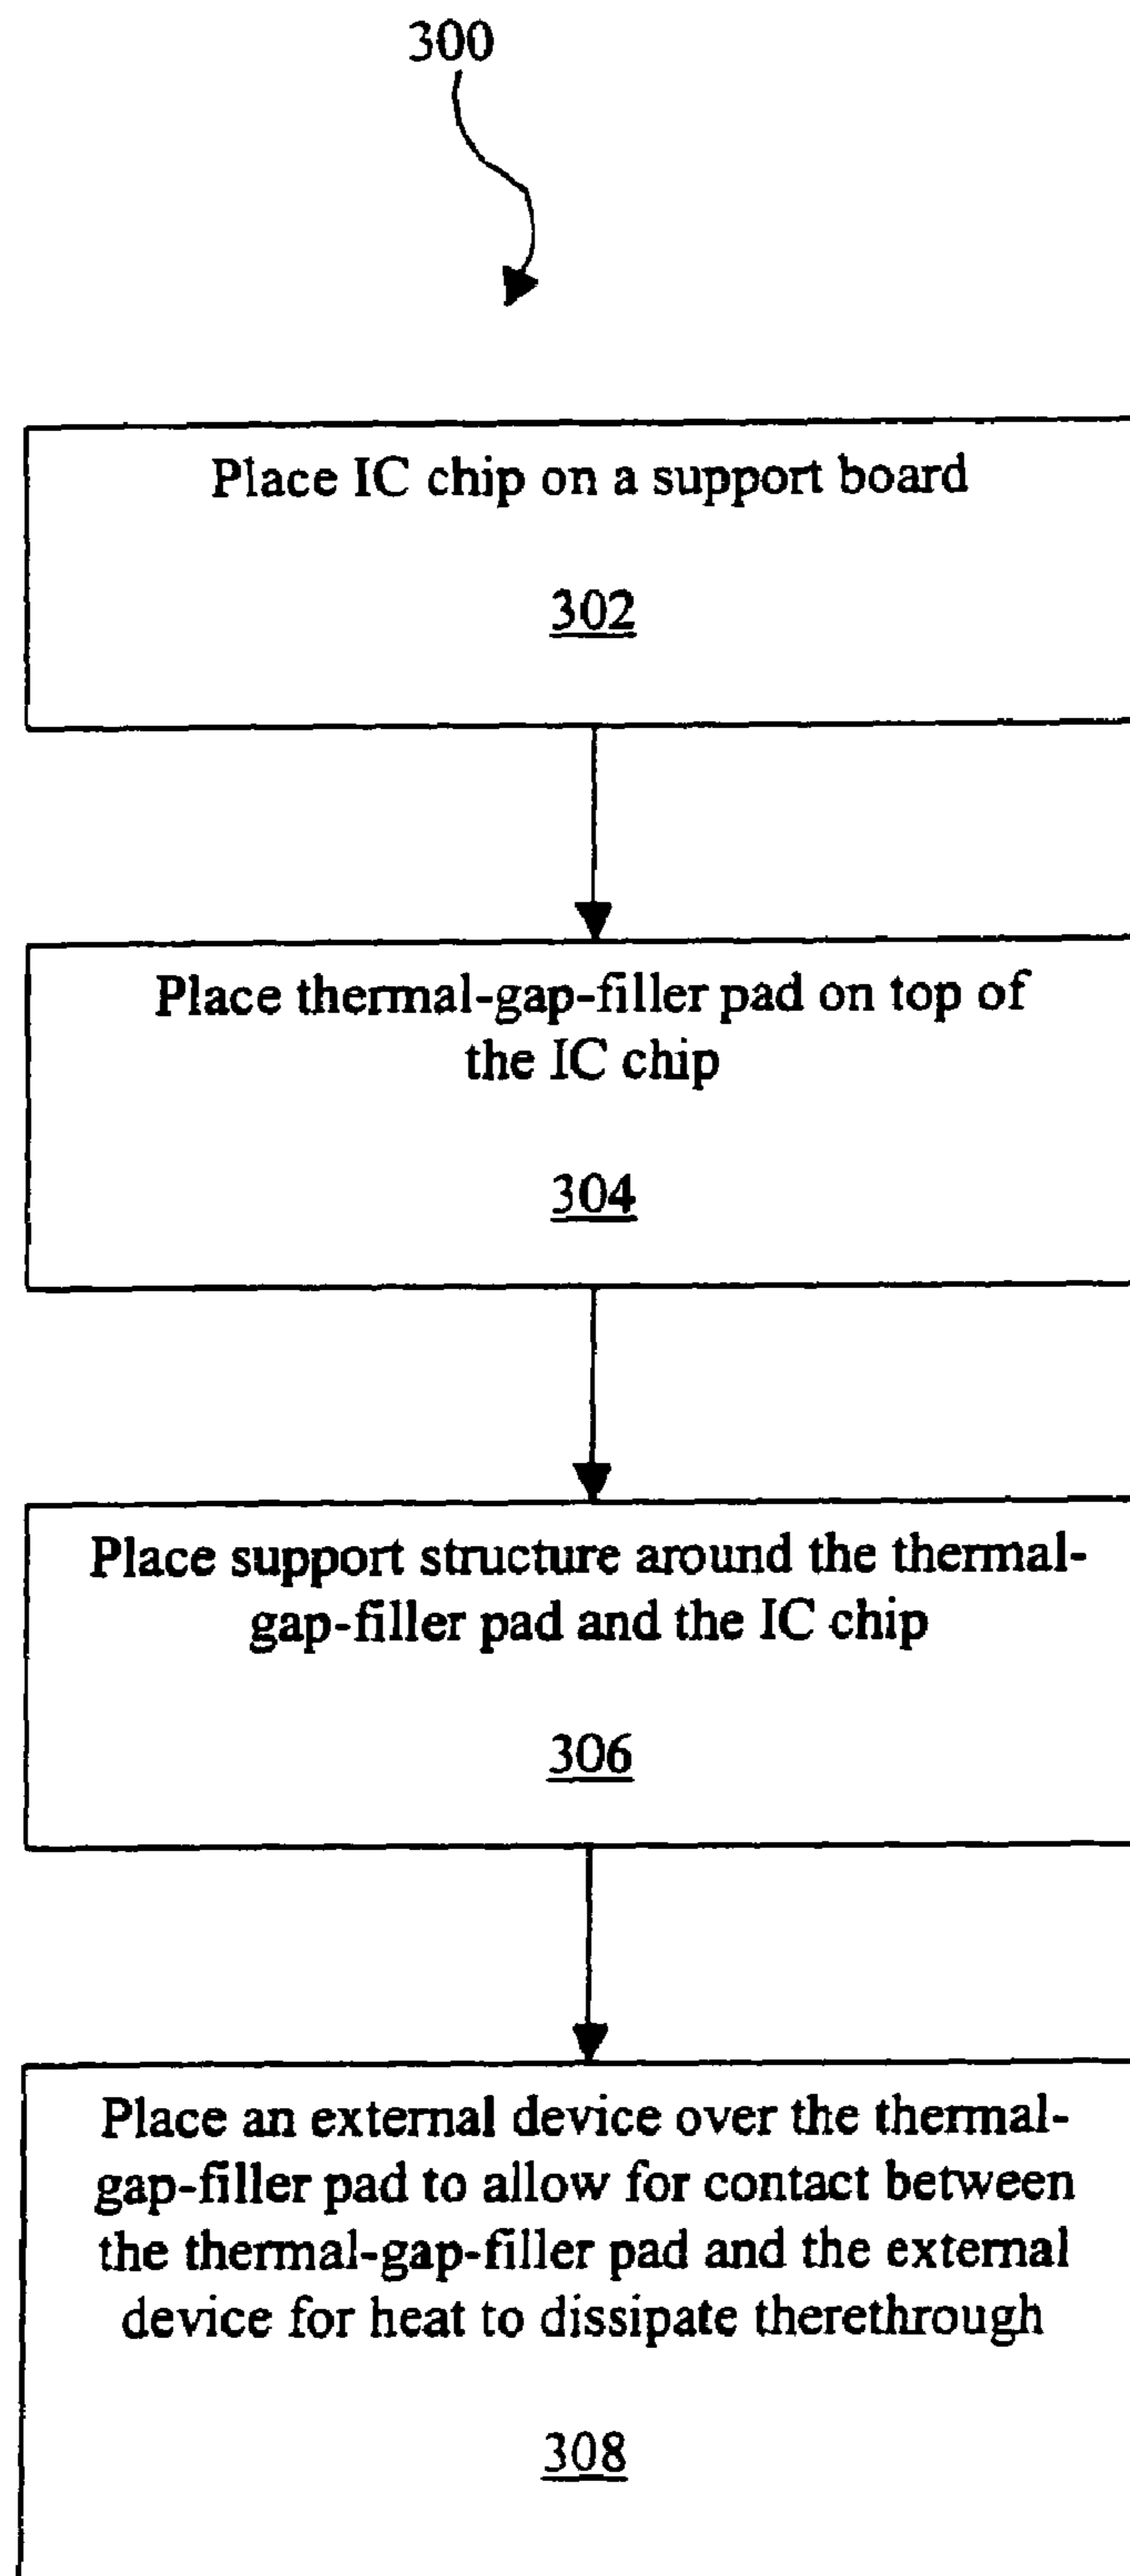 300
Place IC chip on a support board
302
Place thermal-gap-filler pad on top of
the IC chip
304
Place support structure around the thermal-
gap-filler pad and the IC chip
306
Place an external device over the thermal-
gap-filler pad to allow for contact between
the thermal-gap-filler pad and the external
device for heat to dissipate therethrough
308